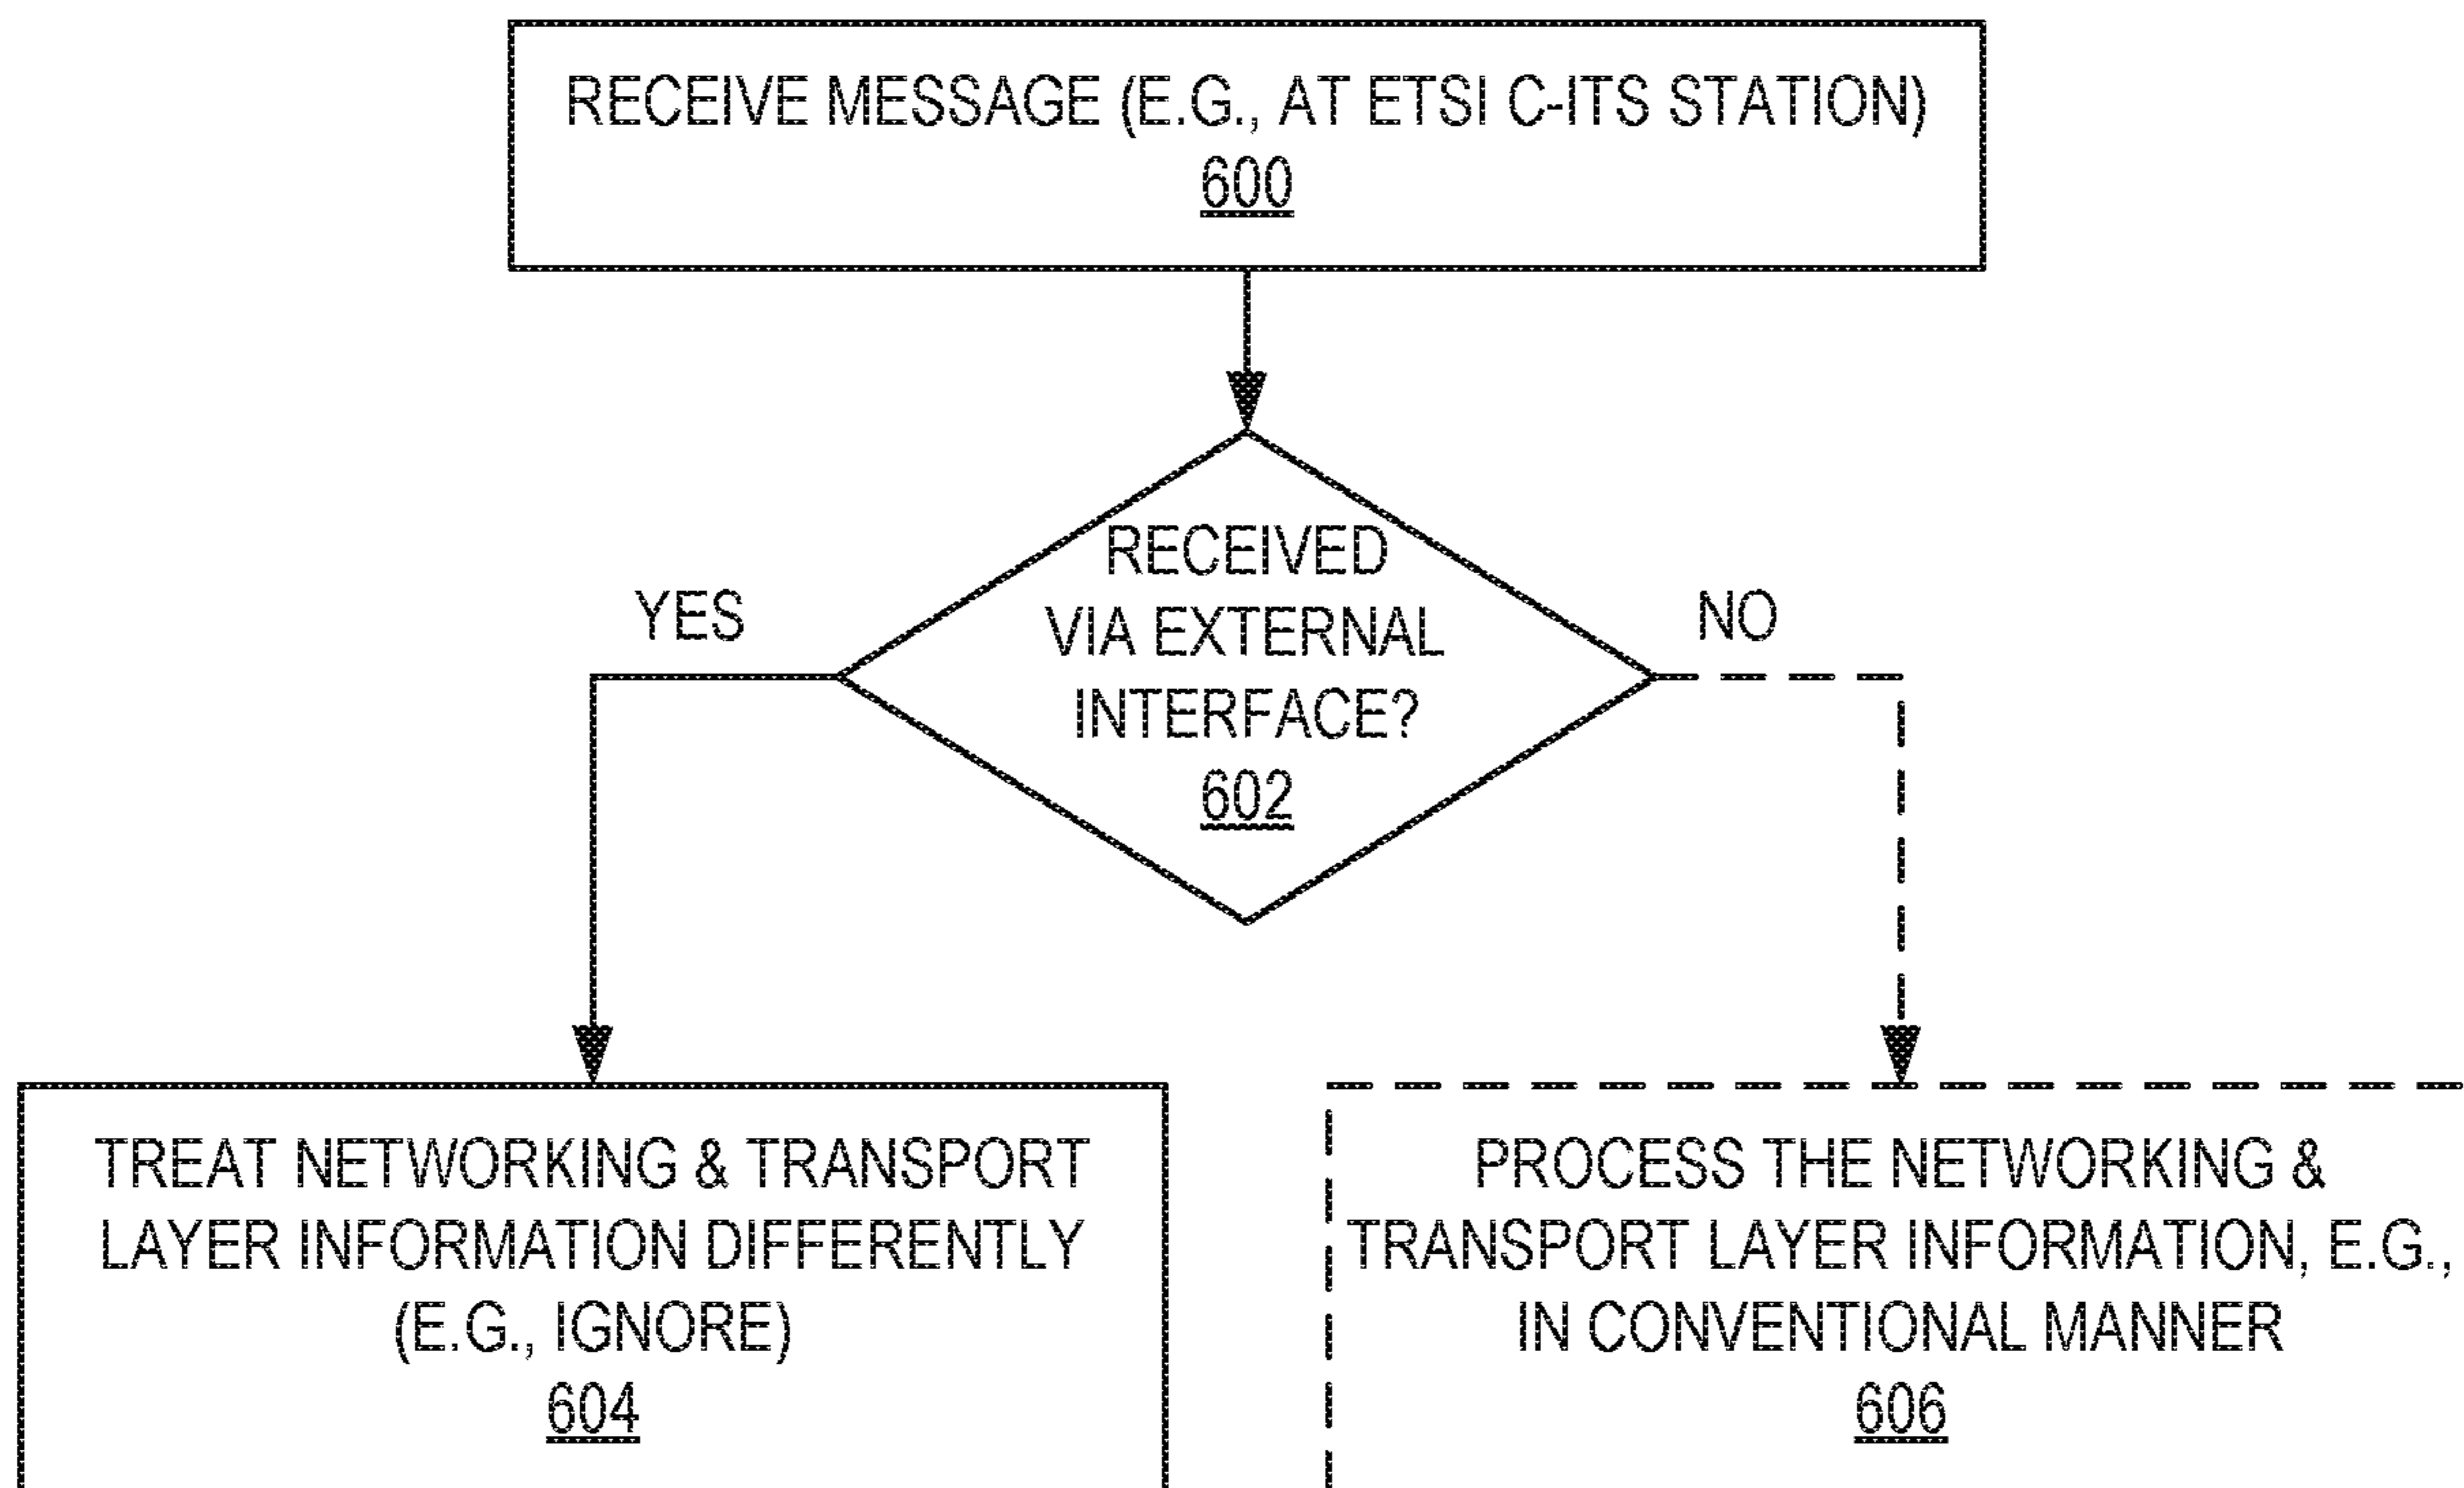 RECEIVE MESSAGE (E.G., AT ETSI C-ITS STATION)
600
RECEIVED
VIA EXTERNAL
INTERFACE?
602
YES
NO
TREAT NETWORKING & TRANSPORT
LAYER INFORMATION DIFFERENTLY
(E.G., IGNORE)
604
PROCESS THE NETWORKING &
TRANSPORT LAYER INFORMATION, E.G.,
IN CONVENTIONAL MANNER
606